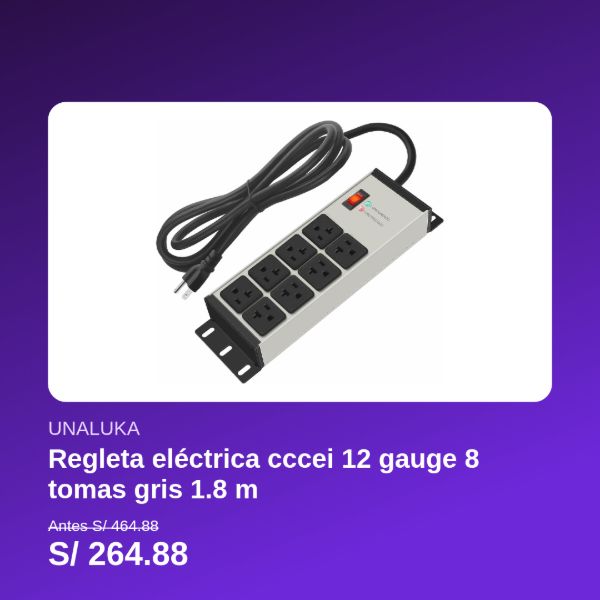 UNALUKA
Regleta eléctrica cccei 12 gauge 8
tomas gris 1.8 m
Antes S/ 464.88
S/ 264.88